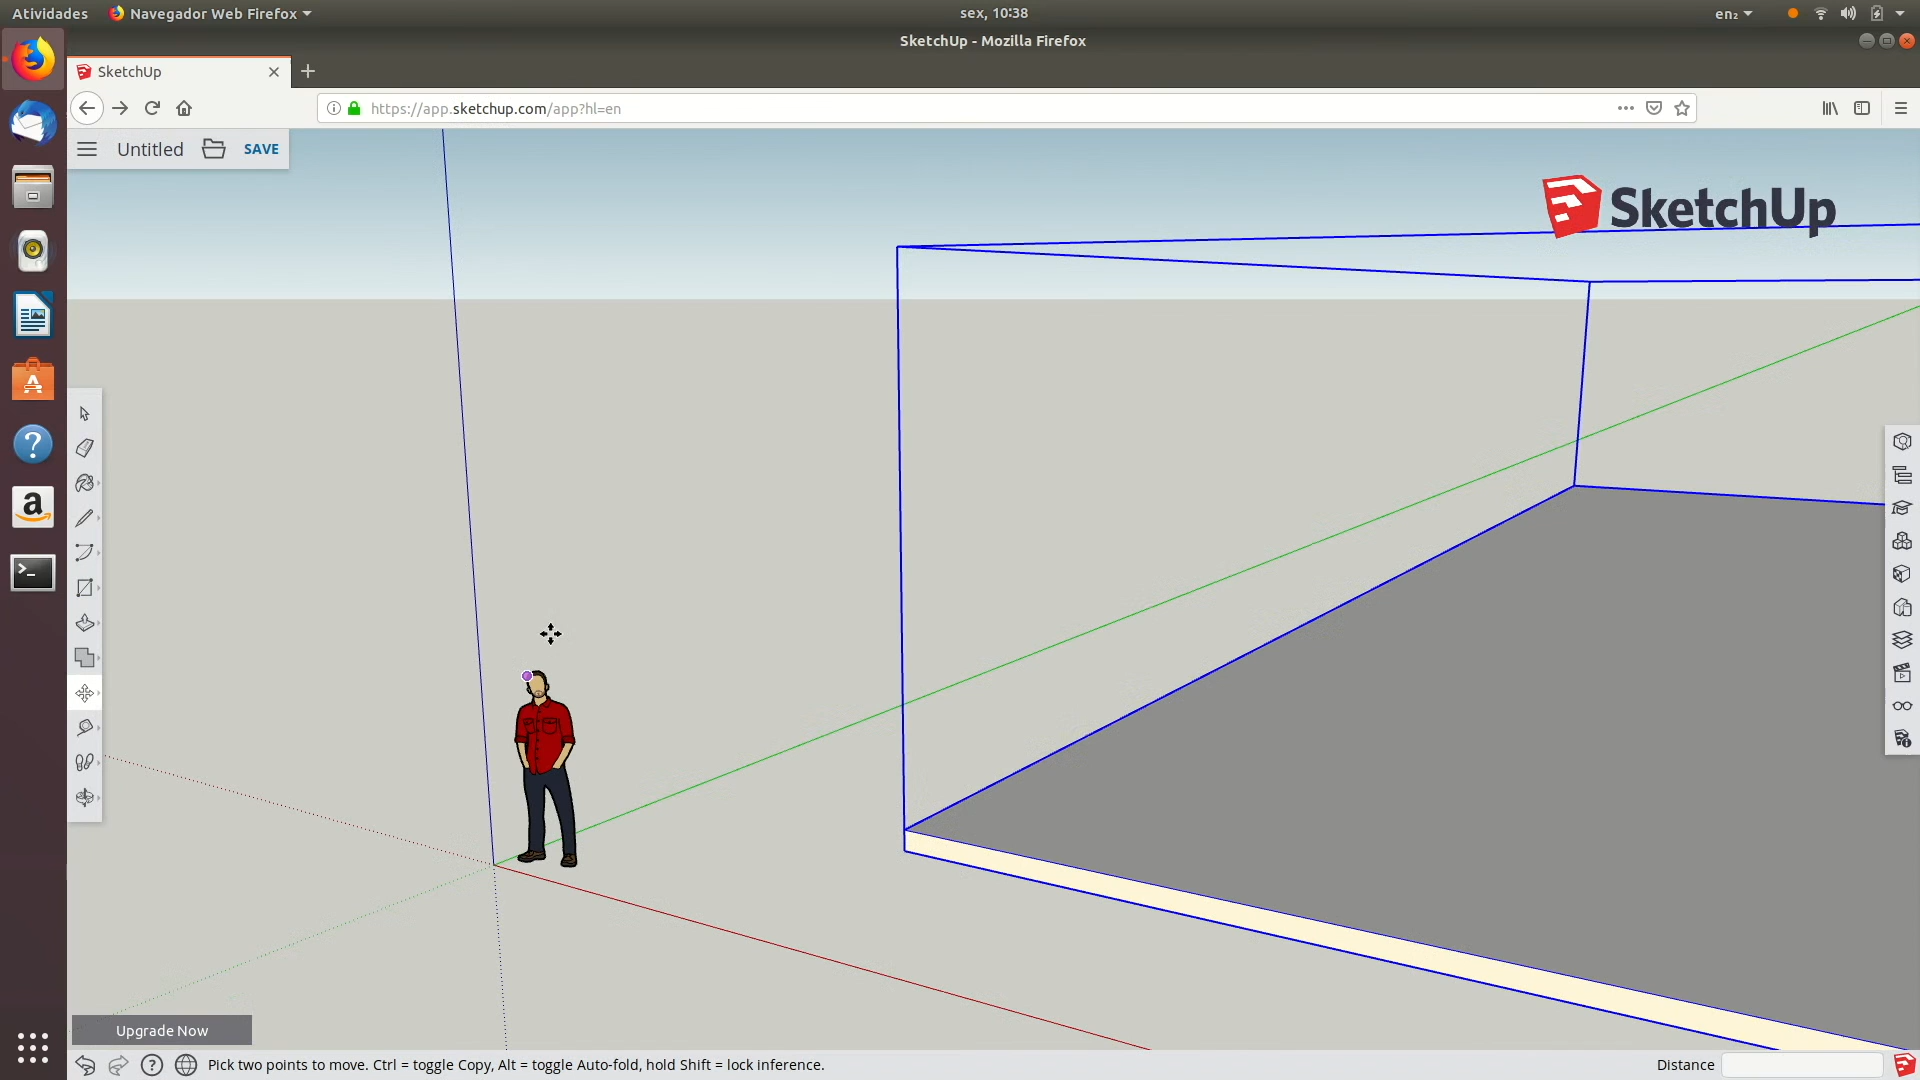 Atividades Navegador Web Firefox sex, 10:38 en₂
SketchUp - Mozilla Firefox
SketchUp
https://app.sketchup.com/app?hl=en
Untitled SAVE
SketchUp
Upgrade Now
Pick two points to move. Ctrl = toggle Copy, Alt = toggle Auto-fold, hold Shift = lock inference. Distance